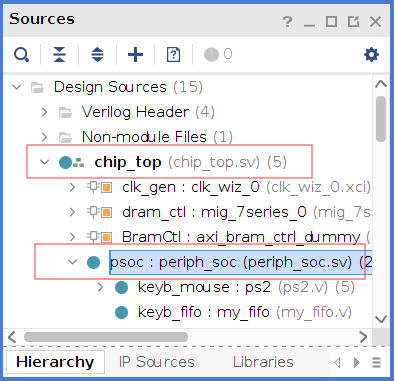 Sources
0
Design Sources (15)
Verilog Header (4)
Non-module Files (1)
chip_top (chip_top.sv) (5)
clk_gen : clk_wiz_0 (clk_wiz_0.xci)
dram_ctl : mig_7series_0 (mig_7s
BramCtl : axi_bram_ctrl_dummy (
psoc : periph_soc (periph_soc.sv) (2
keyb_mouse : ps2 (ps2.v) (5)
keyb_fifo : my_fifo (my_fifo.v)
Hierarchy IP Sources Libraries